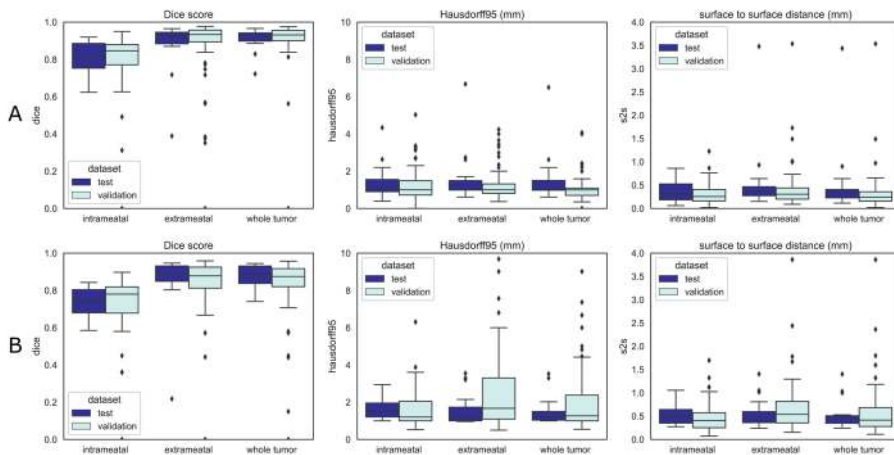 A
Dice score
dice
1.0
0.8
0.6
0.4
0.2
0.0
dataset
test
validation
intrameatal
extrameatal
whole tumor
Hausdorff95 (mm)
hausdorff95
10
8
6
4
2
0
dataset
test
validation
intrameatal
extrameatal
whole tumor
surface to surface distance (mm)
s2s
4.0
3.5
3.0
2.5
2.0
1.5
1.0
0.5
0.0
dataset
test
validation
intrameatal
extrameatal
whole tumor
B
Dice score
dice
1.0
0.8
0.6
0.4
0.2
0.0
dataset
test
validation
intrameatal
extrameatal
whole tumor
Hausdorff95 (mm)
hausdorff95
10
8
6
4
2
0
dataset
test
validation
intrameatal
extrameatal
whole tumor
surface to surface distance (mm)
s2s
4.0
3.5
3.0
2.5
2.0
1.5
1.0
0.5
0.0
dataset
test
validation
intrameatal
extrameatal
whole tumor